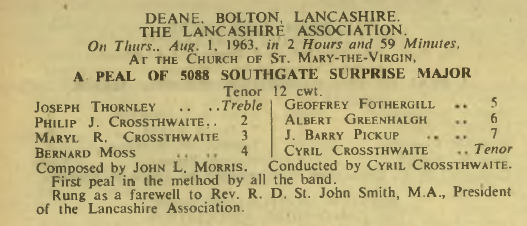 DEANE, BOLTON, LANCASHIRE.
THE LANCASHIRE ASSOCIATION.
On Thurs., Aug. 1, 1963, in 2 Hours and 59 Minutes,
AT THE CHURCH OF ST. MARY-THE-VIRGIN,
A PEAL OF 5088 SOUTHGATE SURPRISE MAJOR
Tenor 12 cwt.
JOSEPH THORNLEY .. ..Treble
PHILIP J. CROSSTHWAITE.. 2
MARYL R. CROSSTHWAITE 3
BERNARD MOSS .. .. 4
GEOFFREY FOTHERGILL .. 5
ALBERT GREENHALGH .. 6
J. BARRY PICKUP .. .. 7
CYRIL CROSSTHWAITE .. Tenor
Composed by JOHN L. MORRIS. Conducted by CYRIL CROSSTHWAITE.
First peal in the method by all the band.
Rung as a farewell to Rev. R. D. St. John Smith, M.A., President
of the Lancashire Association.